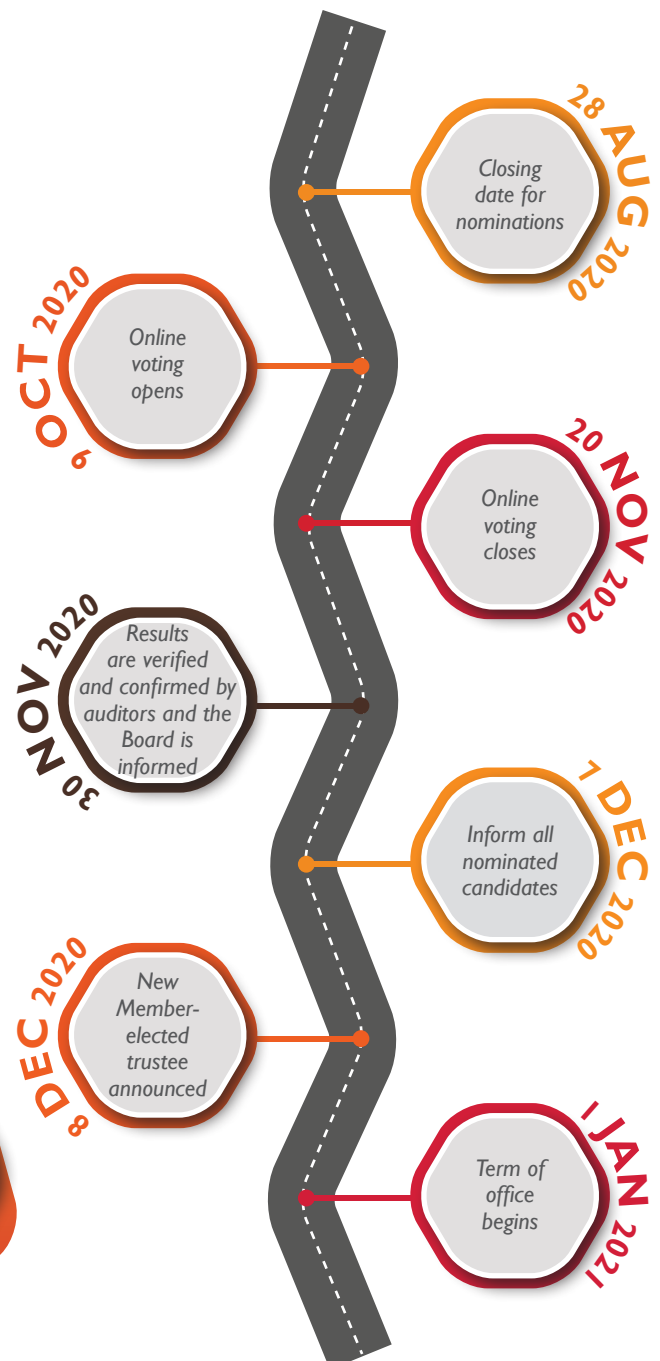 28 AUG 2020
Closing
date for
nominations
9 OCT 2020
Online
voting
opens
20 NOV 2020
Online
voting
closes
30 NOV 2020
Results
are verified
and confirmed by
auditors and the
Board is
informed
7 DEC 2020
Inform all
nominated
candidates
8 DEC 2020
New
Member-
elected
trustee
announced
1 JAN 2021
Term of
office
begins